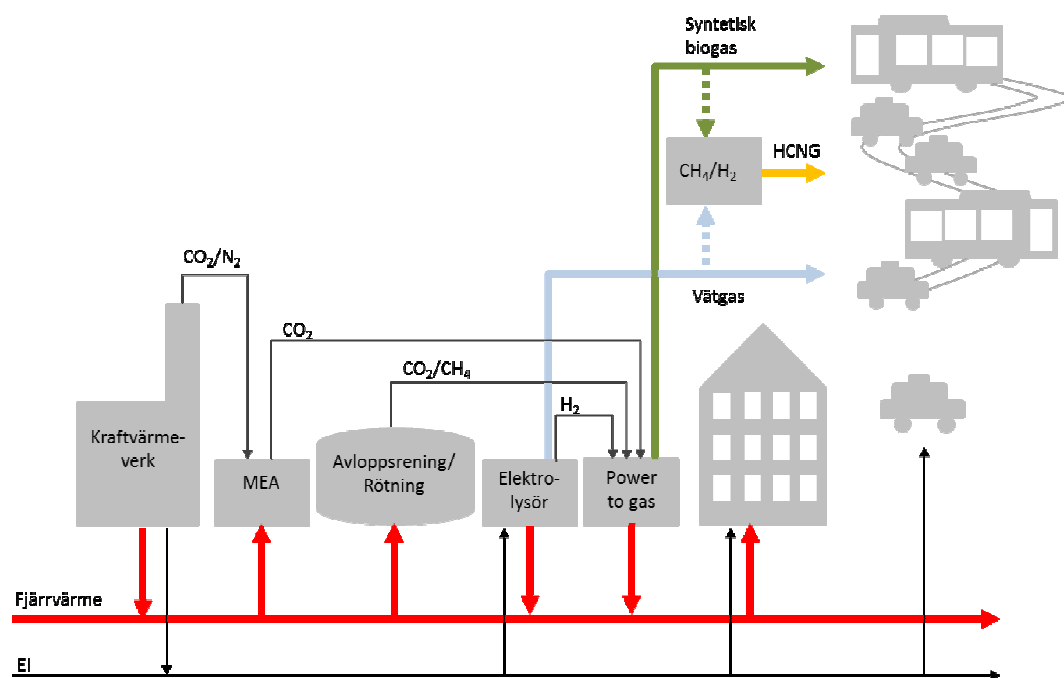 Syntetisk
biogas
HCNG
CH₄/H₂
CO₂/N₂
Vätgas
CO₂
CO₂/CH₄
H₂
Kraftvärme-
verk
MEA
Avloppsrening/
Rötning
Elektro-
lysör
Power
to gas
Fjärrvärme
El